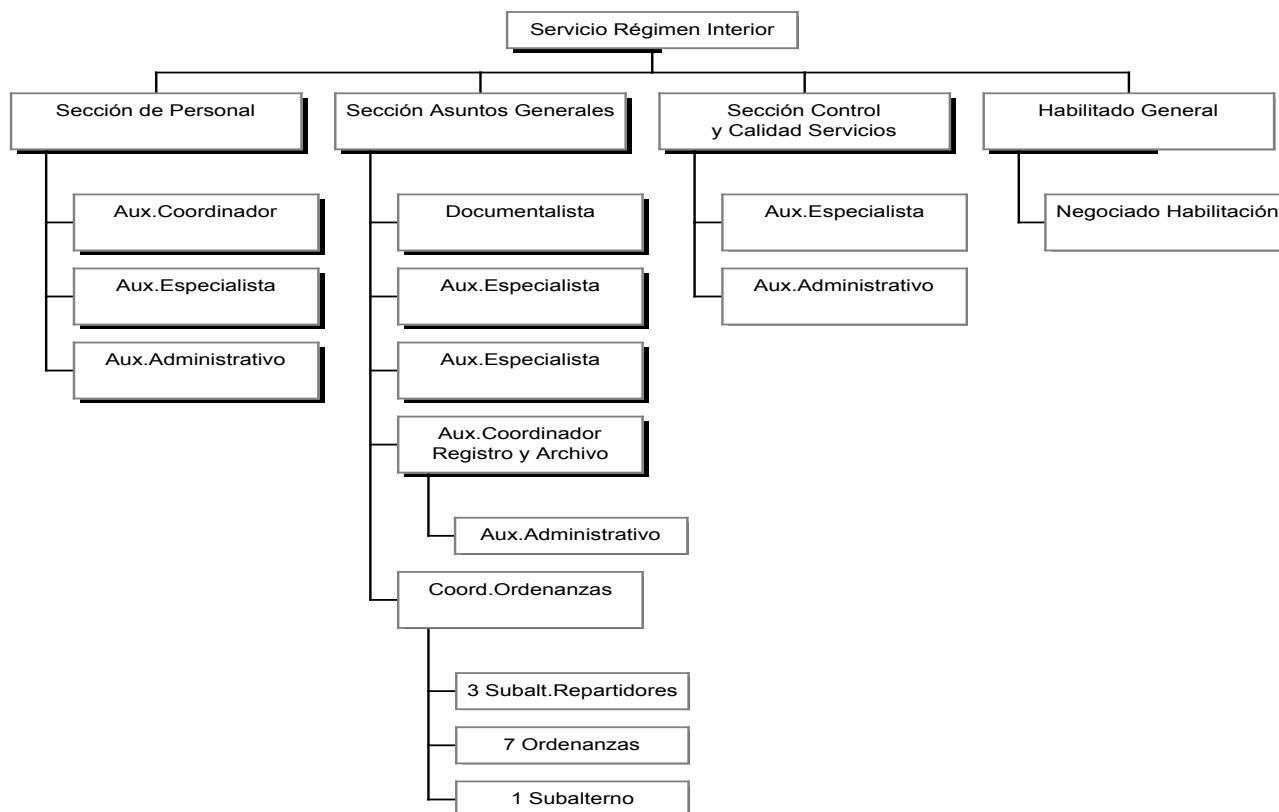 Servicio Régimen Interior
Sección de Personal
Aux.Coordinador
Aux.Especialista
Aux.Administrativo
Sección Asuntos Generales
Documentalista
Aux.Especialista
Aux.Especialista
Aux.Coordinador
Registro y Archivo
Aux.Administrativo
Coord.Ordenanzas
3 Subalt.Repartidores
7 Ordenanzas
1 Subalterno
Sección Control
y Calidad Servicios
Aux.Especialista
Aux.Administrativo
Habilitado General
Negociado Habilitación